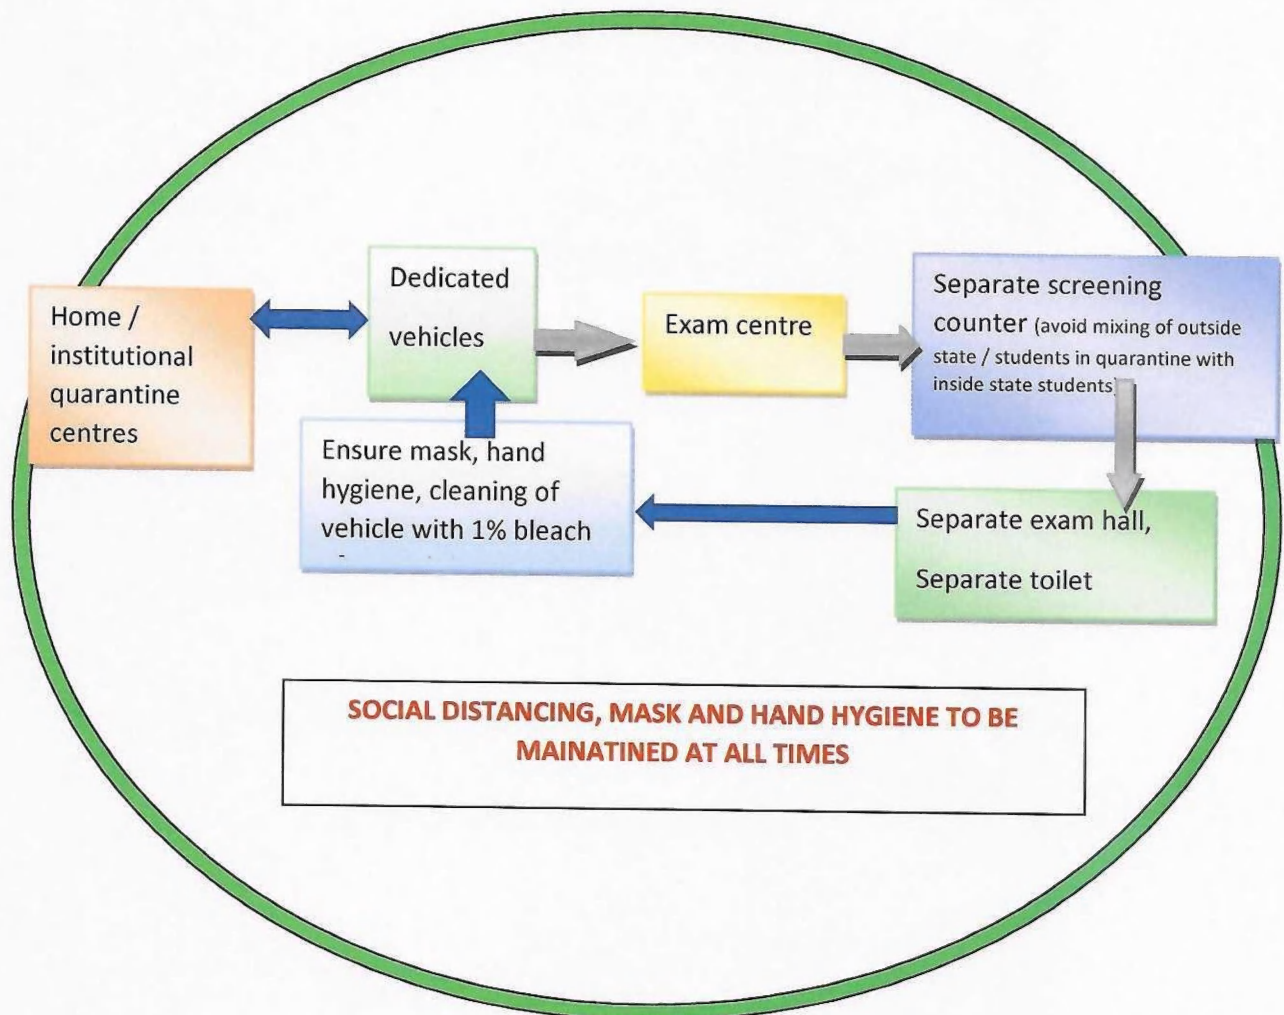 Home /
institutional
quarantine
centres
Dedicated
vehicles
Exam centre
Separate screening
counter (avoid mixing of outside
state / students in quarantine with
inside state students)
Ensure mask, hand
hygiene, cleaning of
vehicle with 1% bleach
Separate exam hall,
Separate toilet
SOCIAL DISTANCING, MASK AND HAND HYGIENE TO BE
MAINATINED AT ALL TIMES